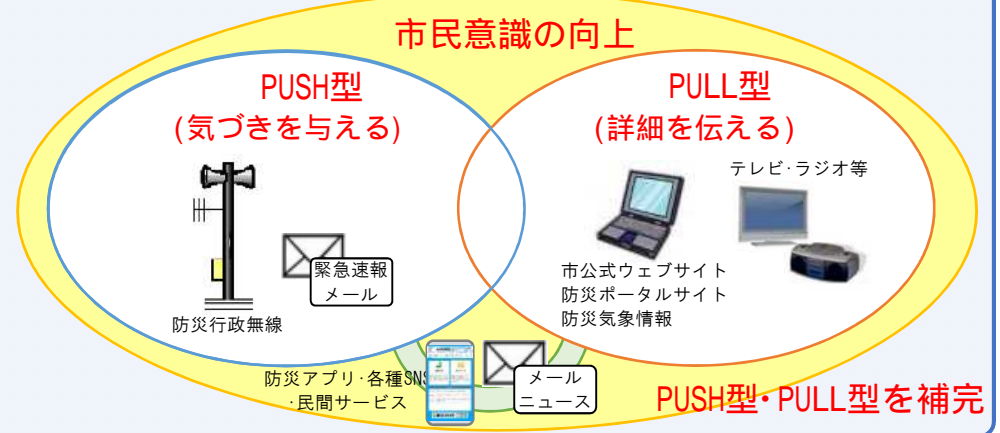 市民意識の向上
PUSH型
(気づきを与える)
防災行政無線
緊急速報
メール
PULL型
(詳細を伝える)
テレビ･ラジオ等
市公式ウェブサイト
防災ポータルサイト
防災気象情報
防災アプリ･各種SNS
･民間サービス
メール
ニュース
PUSH型･PULL型を補完